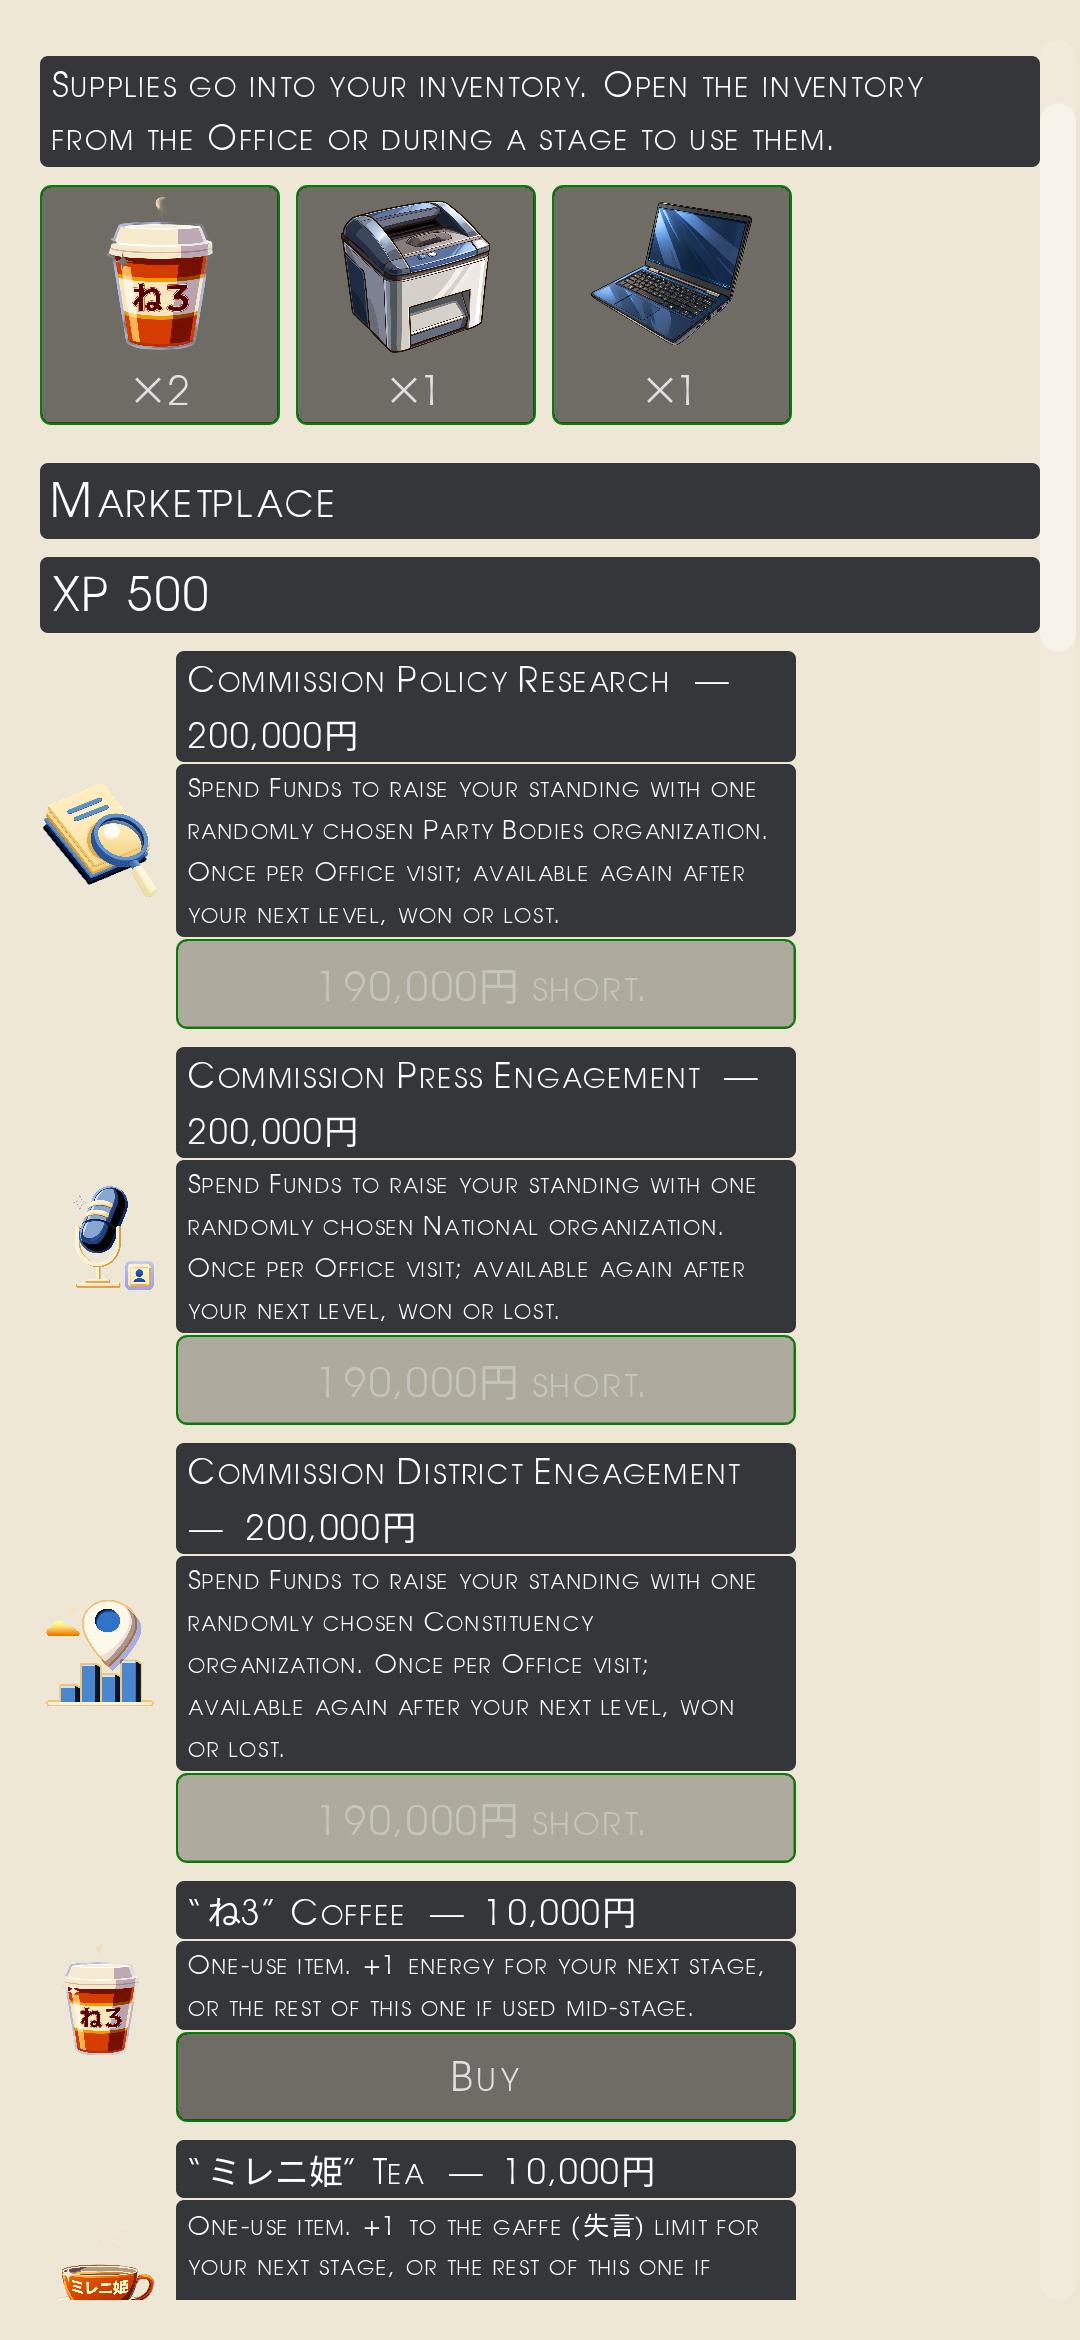 Supplies go into your inventory. Open the inventory
from the Office or during a stage to use them.
ね3
×2
×1
×1
Marketplace
XP 500
Commission Policy Research —
200,000円
Spend Funds to raise your standing with one
randomly chosen Party Bodies organization.
Once per Office visit; available again after
your next level, won or lost.
190,000円 short.
Commission Press Engagement —
200,000円
Spend Funds to raise your standing with one
randomly chosen National organization.
Once per Office visit; available again after
your next level, won or lost.
190,000円 short.
Commission District Engagement
— 200,000円
Spend Funds to raise your standing with one
randomly chosen Constituency
organization. Once per Office visit;
available again after your next level, won
or lost.
190,000円 short.
“ね3” Coffee — 10,000円
One-use item. +1 energy for your next stage,
or the rest of this one if used mid-stage.
ね3
Buy
“ミレニ姫” Tea — 10,000円
One-use item. +1 to the gaffe (失言) limit for
your next stage, or the rest of this one if
ミレニ姫